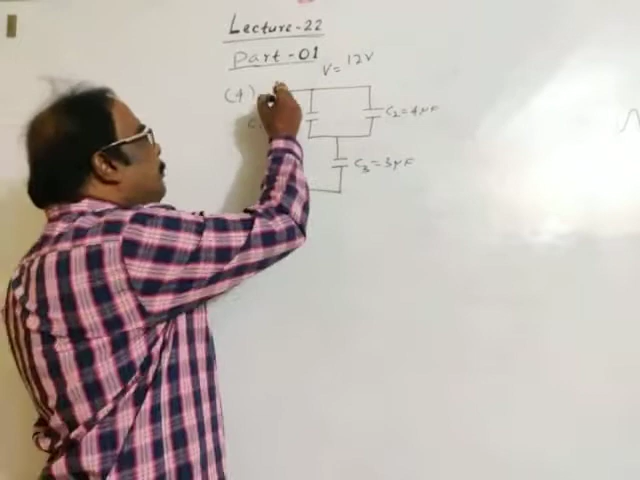 Lecture-22
Part-01
V= 12V
(4)
C₂=4μF
C₃=3μF